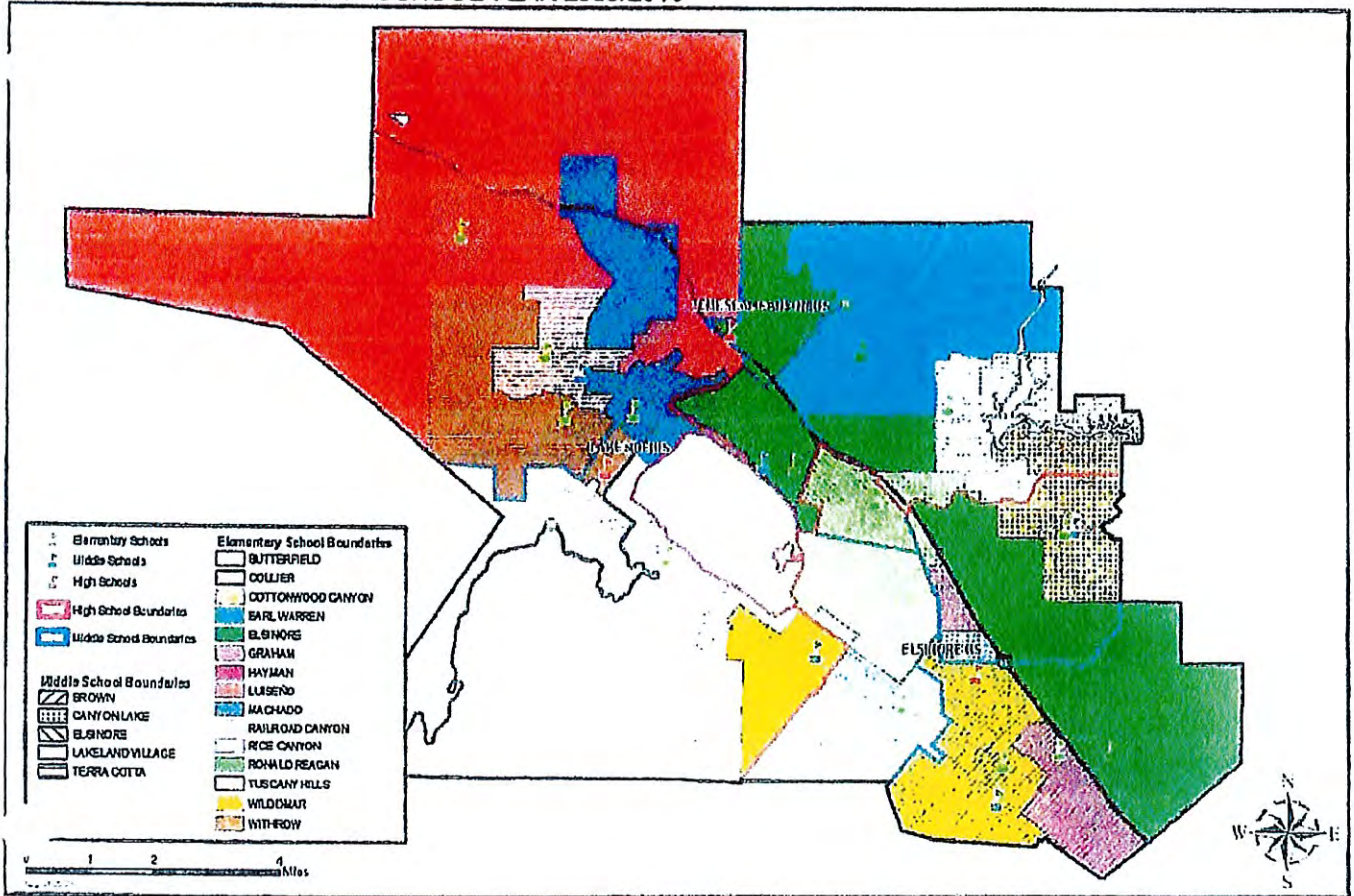 Elementary Schools
Middle Schools
High Schools
High School Boundaries
Middle School Boundaries
Middle School Boundaries
BROWN
CANYON LAKE
ELSINORE
LAKELAND VILLAGE
TERRA COTTA
Elementary School Boundaries
BUTTERFIELD
COLLIER
COTTONWOOD CANYON
EARL WARREN
ELSINORE
GRAHAM
HAYMAN
LUISEÑO
MACHADO
RAILROAD CANYON
RICE CANYON
RONALD REAGAN
TUSCANY HILLS
WILDOMAR
WITHROW
ELSINORE HS
1 2 4
Miles
N
W E
S